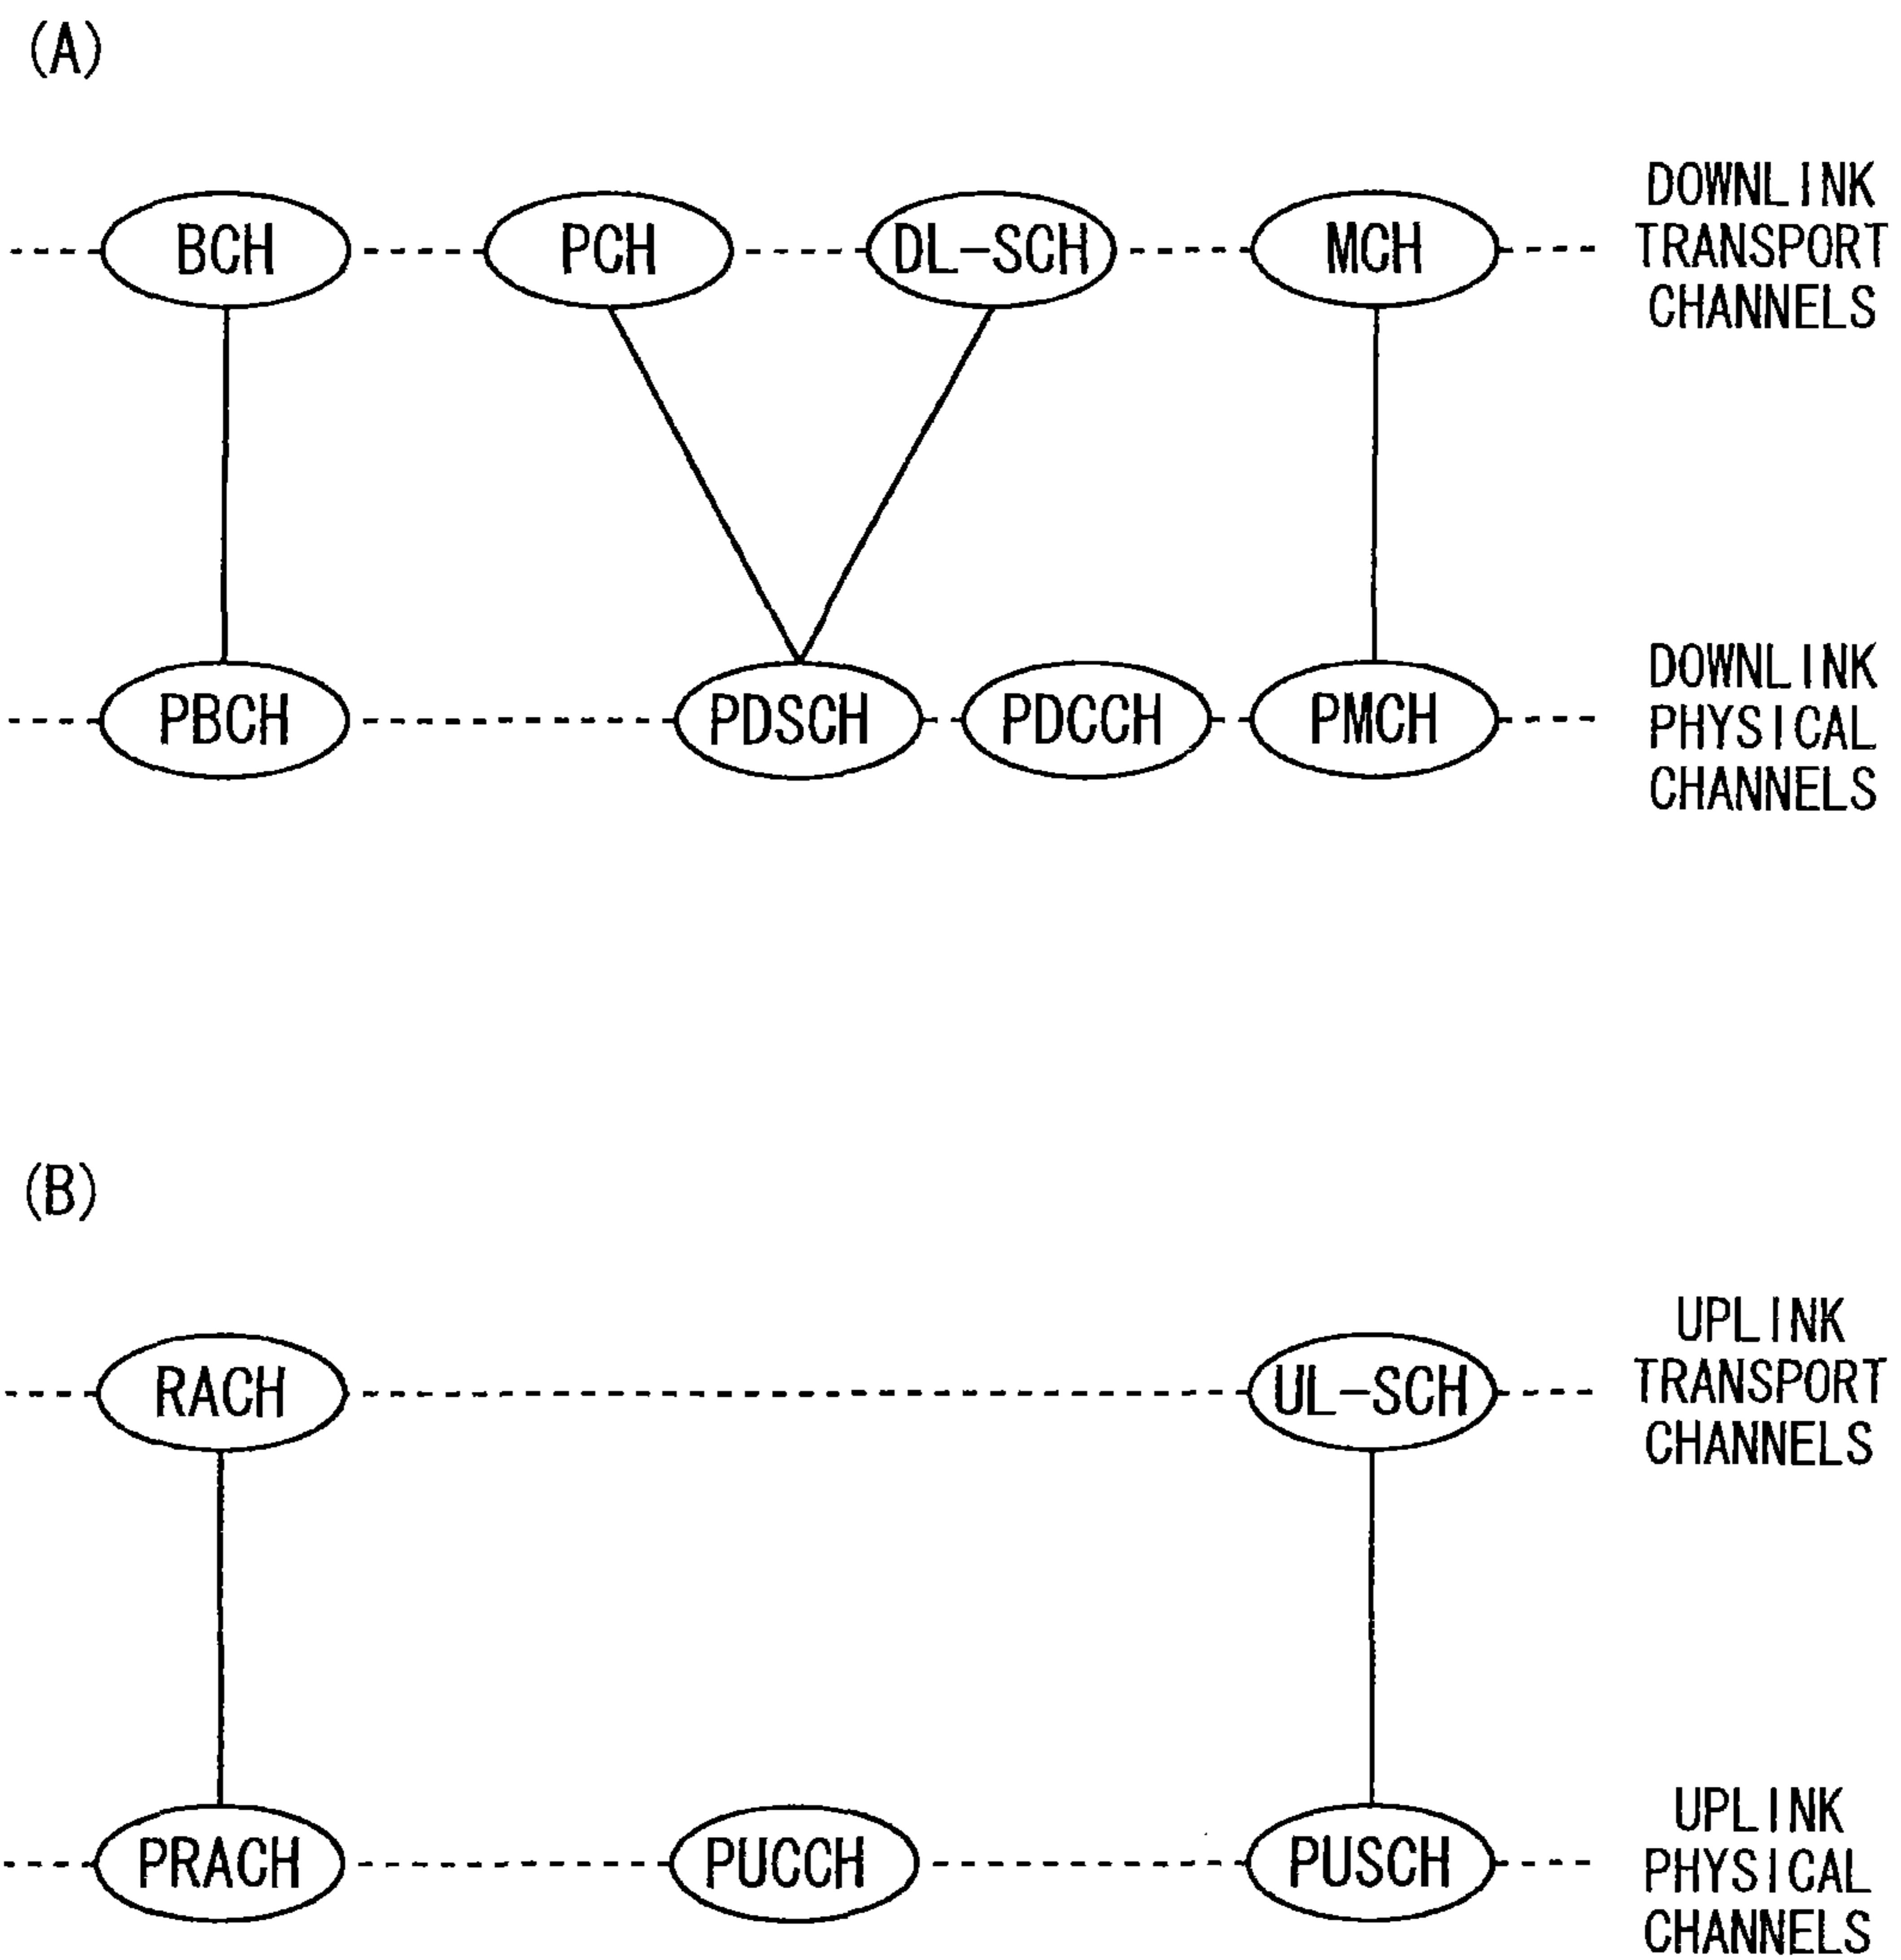 (A)
BCH PCH DL-SCH MCH
DOWNLINK
TRANSPORT
CHANNELS
PBCH PDSCH PDCCH PMCH
DOWNLINK
PHYSICAL
CHANNELS
(B)
RACH UL-SCH
UPLINK
TRANSPORT
CHANNELS
PRACH PUCCH PUSCH
UPLINK
PHYSICAL
CHANNELS